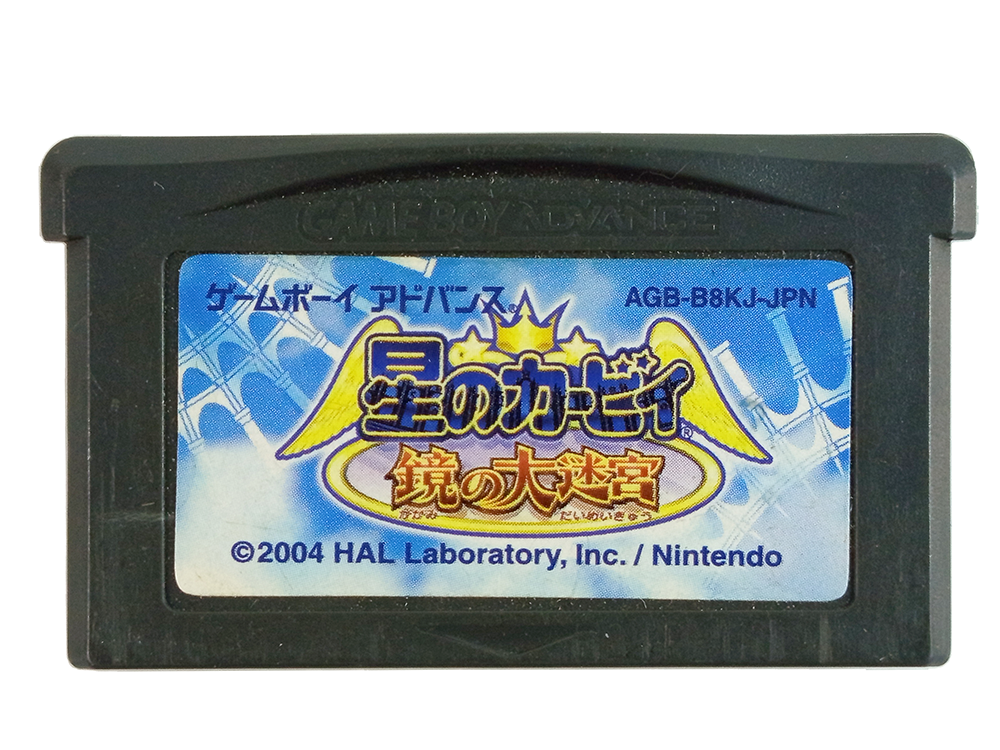 GAME BOY ADVANCE
ゲームボーイ アドバンス® AGB-B8KJ-JPN
星のカービィ®
鏡の大迷宮
かがみ だいめいきゅう
©2004 HAL Laboratory, Inc. / Nintendo